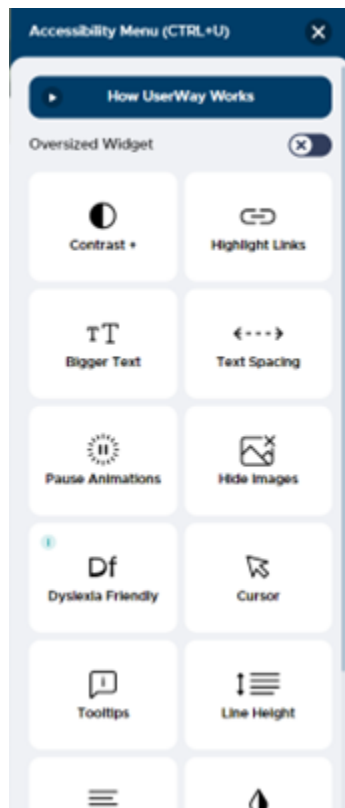 Accessibility Menu (CTRL+U)
How UserWay Works
Oversized Widget
Contrast +
Highlight Links
TT
Bigger Text
Text Spacing
Pause Animations
Hide Images
Df
Dyslexia Friendly
Cursor
Tooltips
Line Height